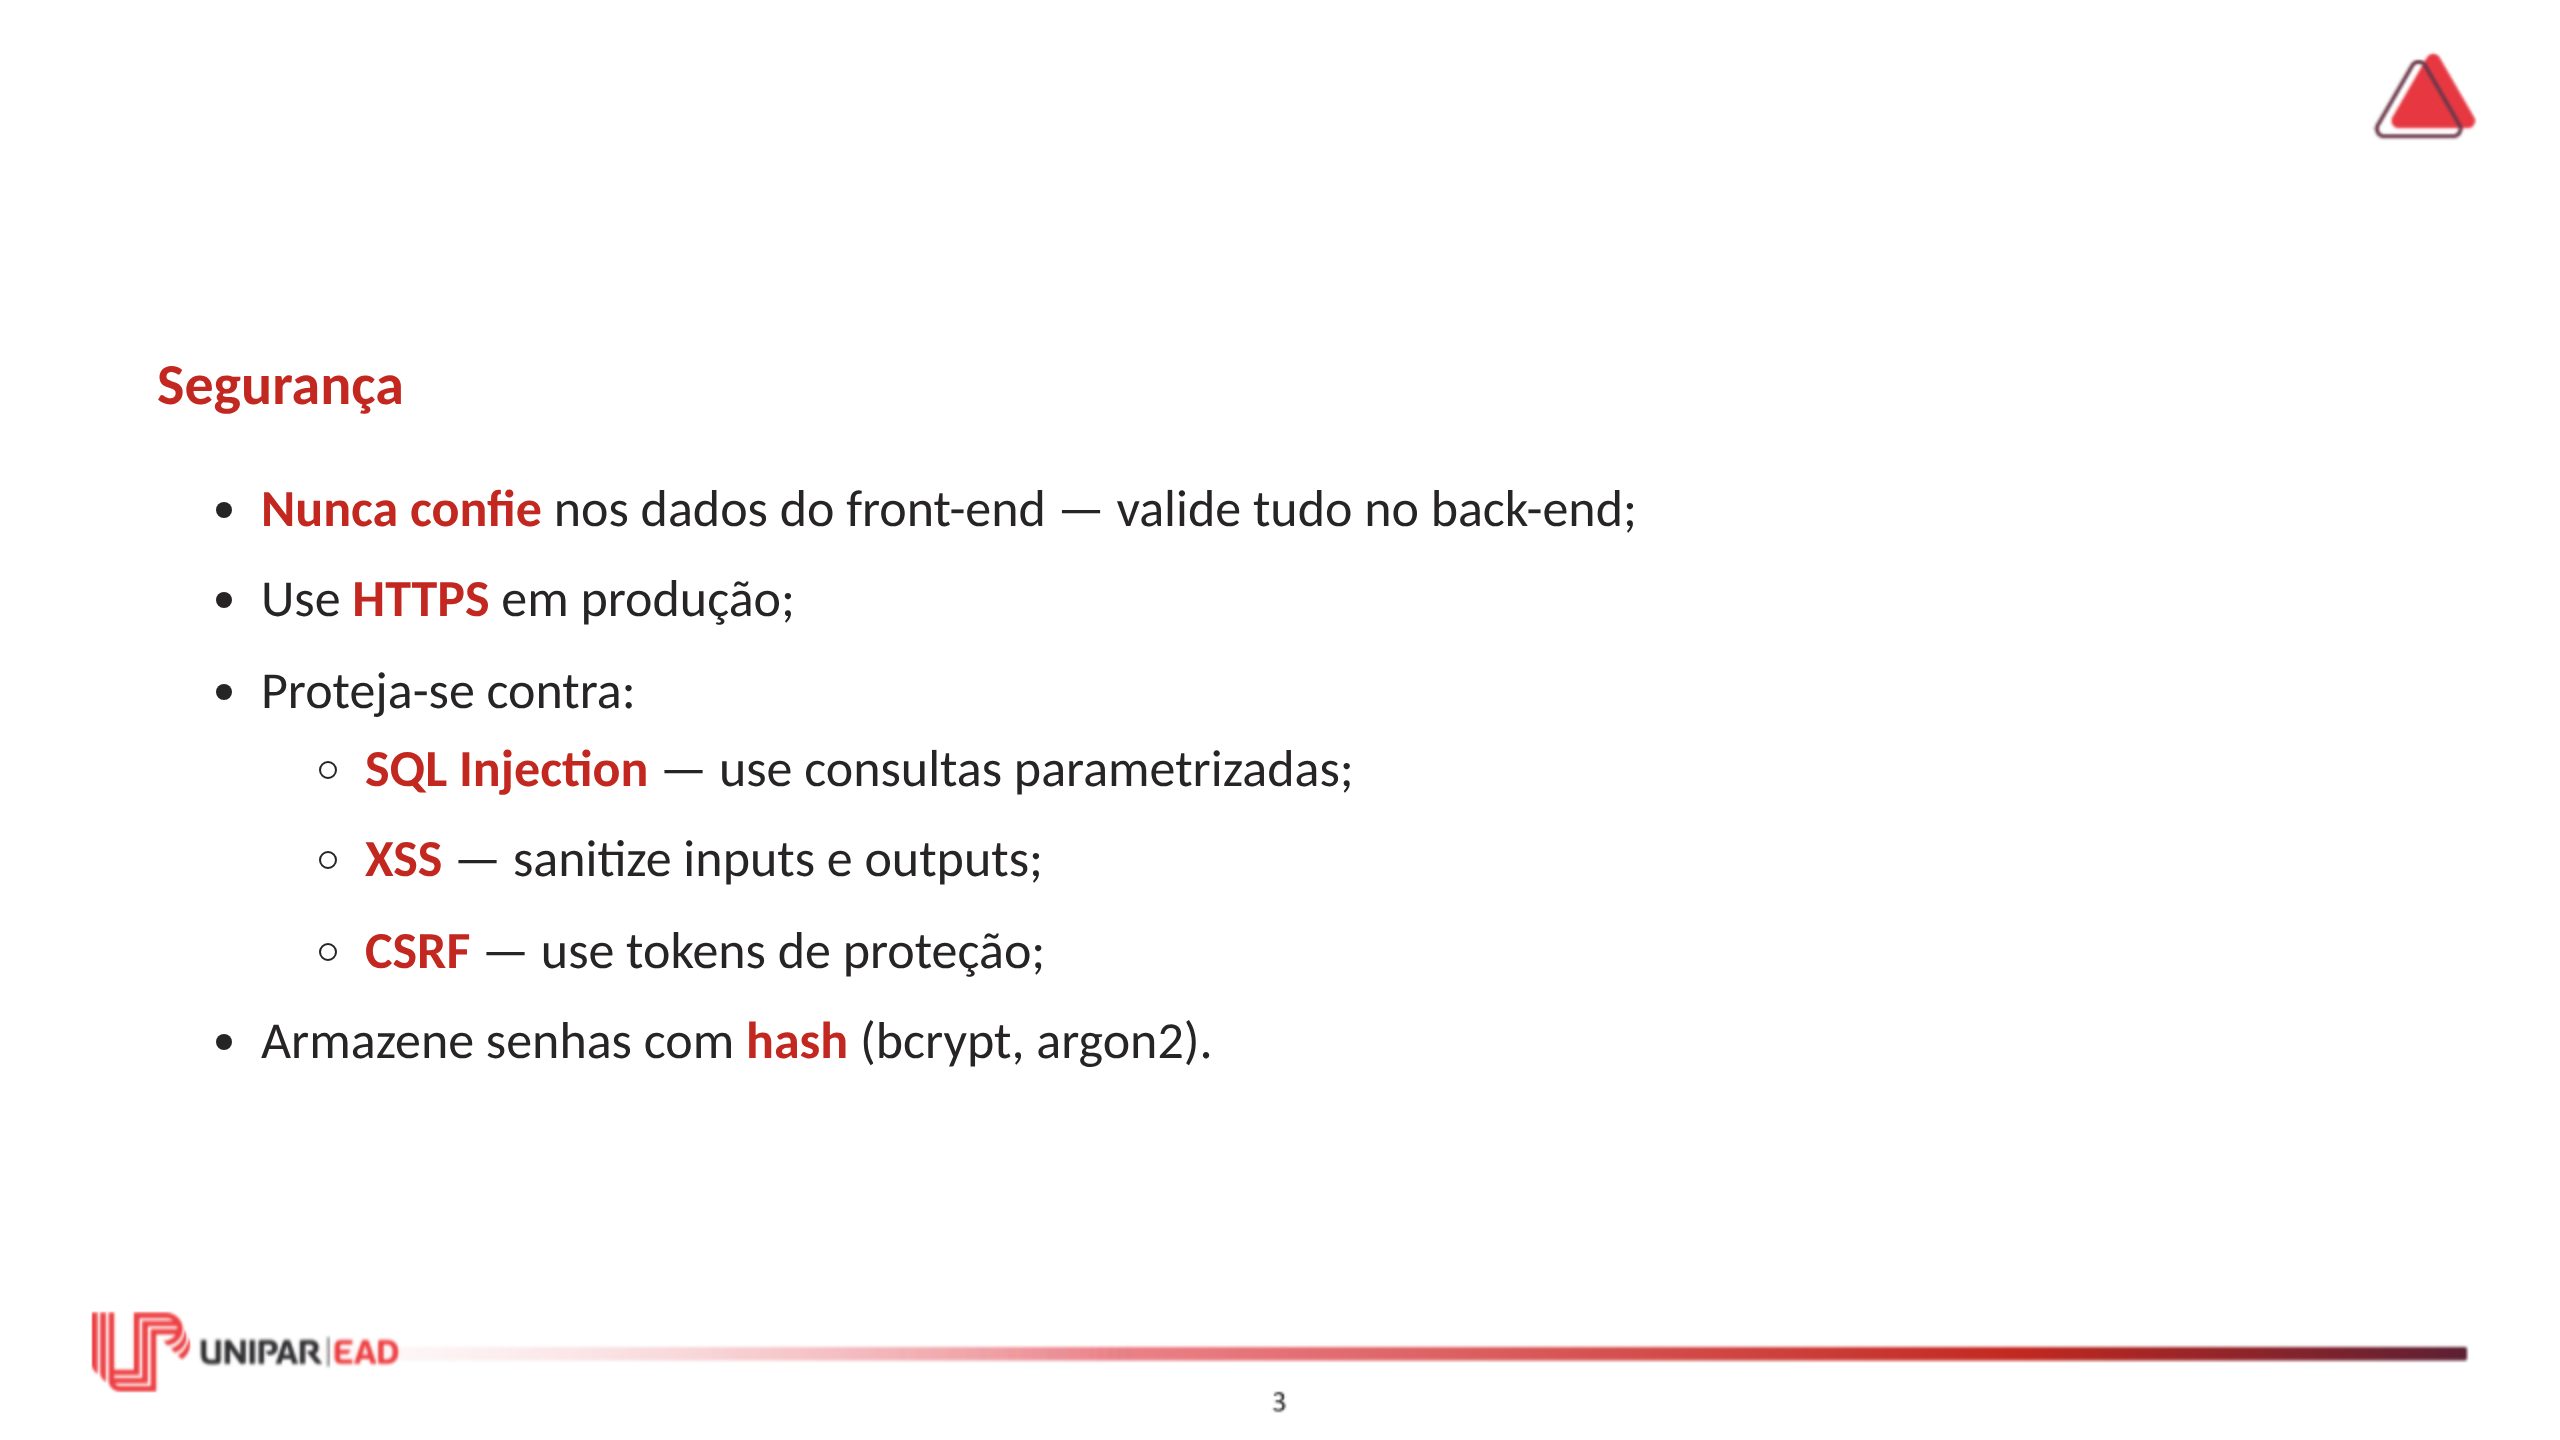 Segurança
• Nunca confie nos dados do front-end — valide tudo no back-end;
• Use HTTPS em produção;
• Proteja-se contra:
○ SQL Injection — use consultas parametrizadas;
○ XSS — sanitize inputs e outputs;
○ CSRF — use tokens de proteção;
• Armazene senhas com hash (bcrypt, argon2).
UNIPAR|EAD
3